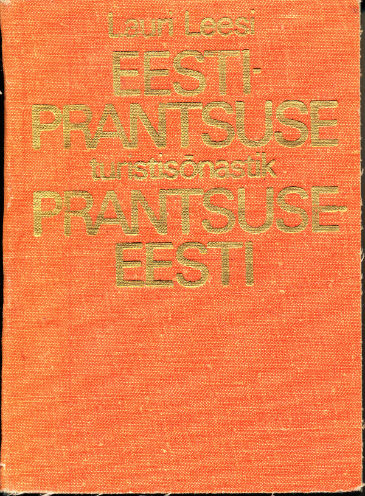 Lauri Leesi
EESTI-
PRANTSUSE
turistisõnastik
PRANTSUSE-
EESTI